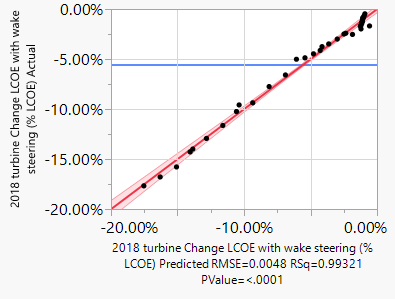 2018 turbine Change LCOE with wake
steering (% LCOE) Actual
0.00%
-5.00%
-10.00%
-15.00%
-20.00%
-20.00%
-10.00%
0.00%
2018 turbine Change LCOE with wake steering (%
LCOE) Predicted RMSE=0.0048 RSq=0.99321
PValue=<.0001